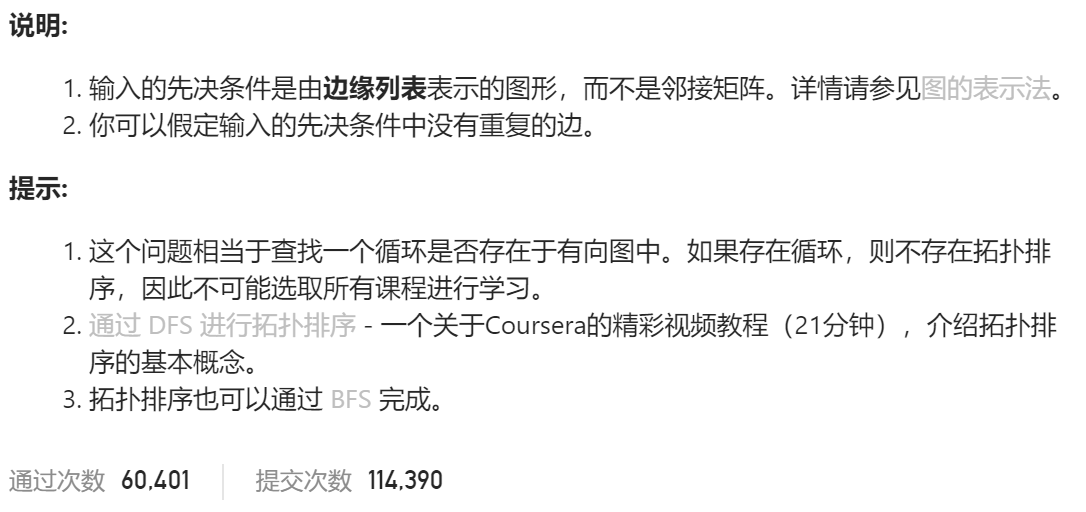 说明:
1. 输入的先决条件是由边缘列表表示的图形，而不是邻接矩阵。详情请参见图的表示法。
2. 你可以假定输入的先决条件中没有重复的边。
提示:
1. 这个问题相当于查找一个循环是否存在于有向图中。如果存在循环，则不存在拓扑排
序，因此不可能选取所有课程进行学习。
2. 通过 DFS 进行拓扑排序 - 一个关于Coursera的精彩视频教程（21分钟），介绍拓扑排
序的基本概念。
3. 拓扑排序也可以通过 BFS 完成。
通过次数 60,401 提交次数 114,390